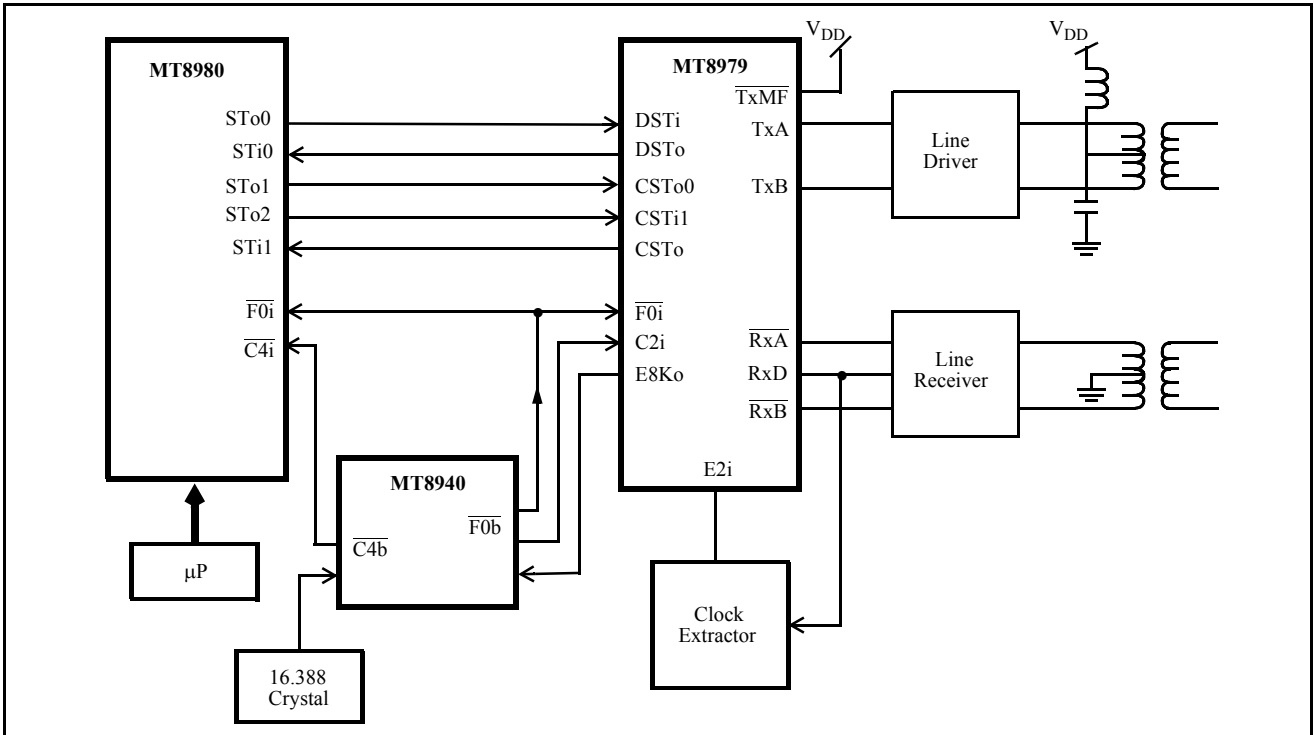 MT8980
STo0
STi0
STo1
STo2
STi1
F0i
C4i
µP
MT8940
F0b
C4b
16.388
Crystal
MT8979
DSTi
DSTo
CSTo0
CSTi1
CSTo
F0i
C2i
E8Ko
TxMF
TxA
TxB
RxA
RxD
RxB
E2i
Clock
Extractor
VDD
Line
Driver
VDD
Line
Receiver